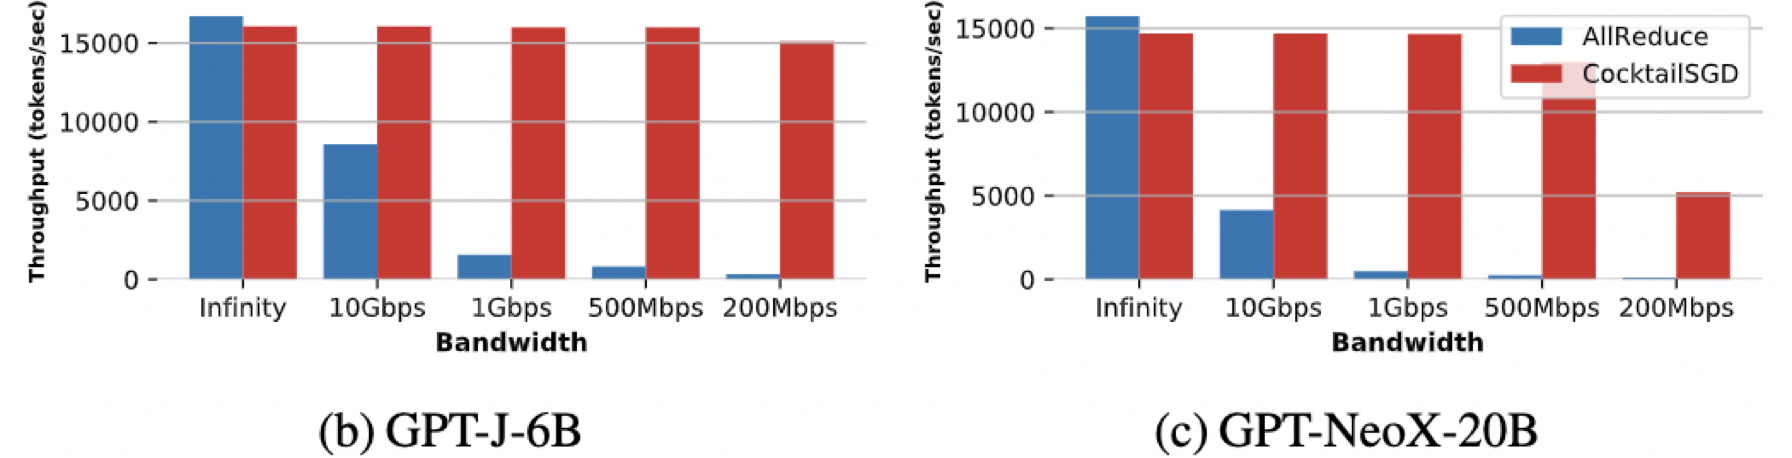 Throughput (tokens/sec)
15000
10000
5000
0
Infinity 10Gbps 1Gbps 500Mbps 200Mbps
Bandwidth
(b) GPT-J-6B
Throughput (tokens/sec)
15000
10000
5000
0
AllReduce
CocktailSGD
Infinity 10Gbps 1Gbps 500Mbps 200Mbps
Bandwidth
(c) GPT-NeoX-20B